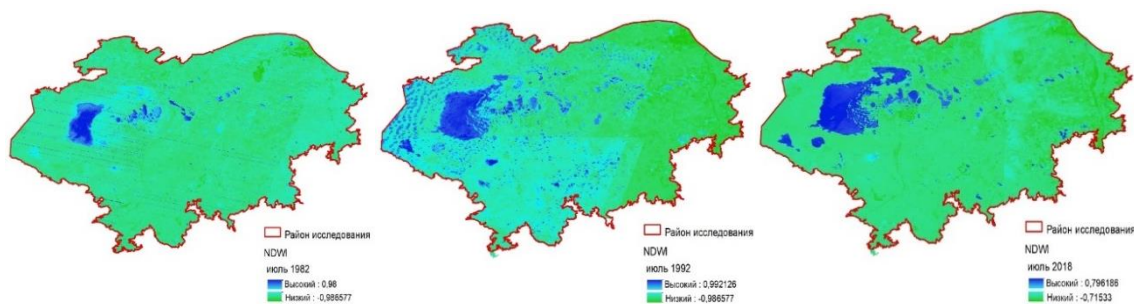 Район исследования
NDWI
июль 1982
Высокий : 0,98
Низкий : -0,986577
Район исследования
NDWI
июль 1992
Высокий : 0,992126
Низкий : -0,986577
Район исследования
NDWI
июль 2018
Высокий : 0,796186
Низкий : -0,71533